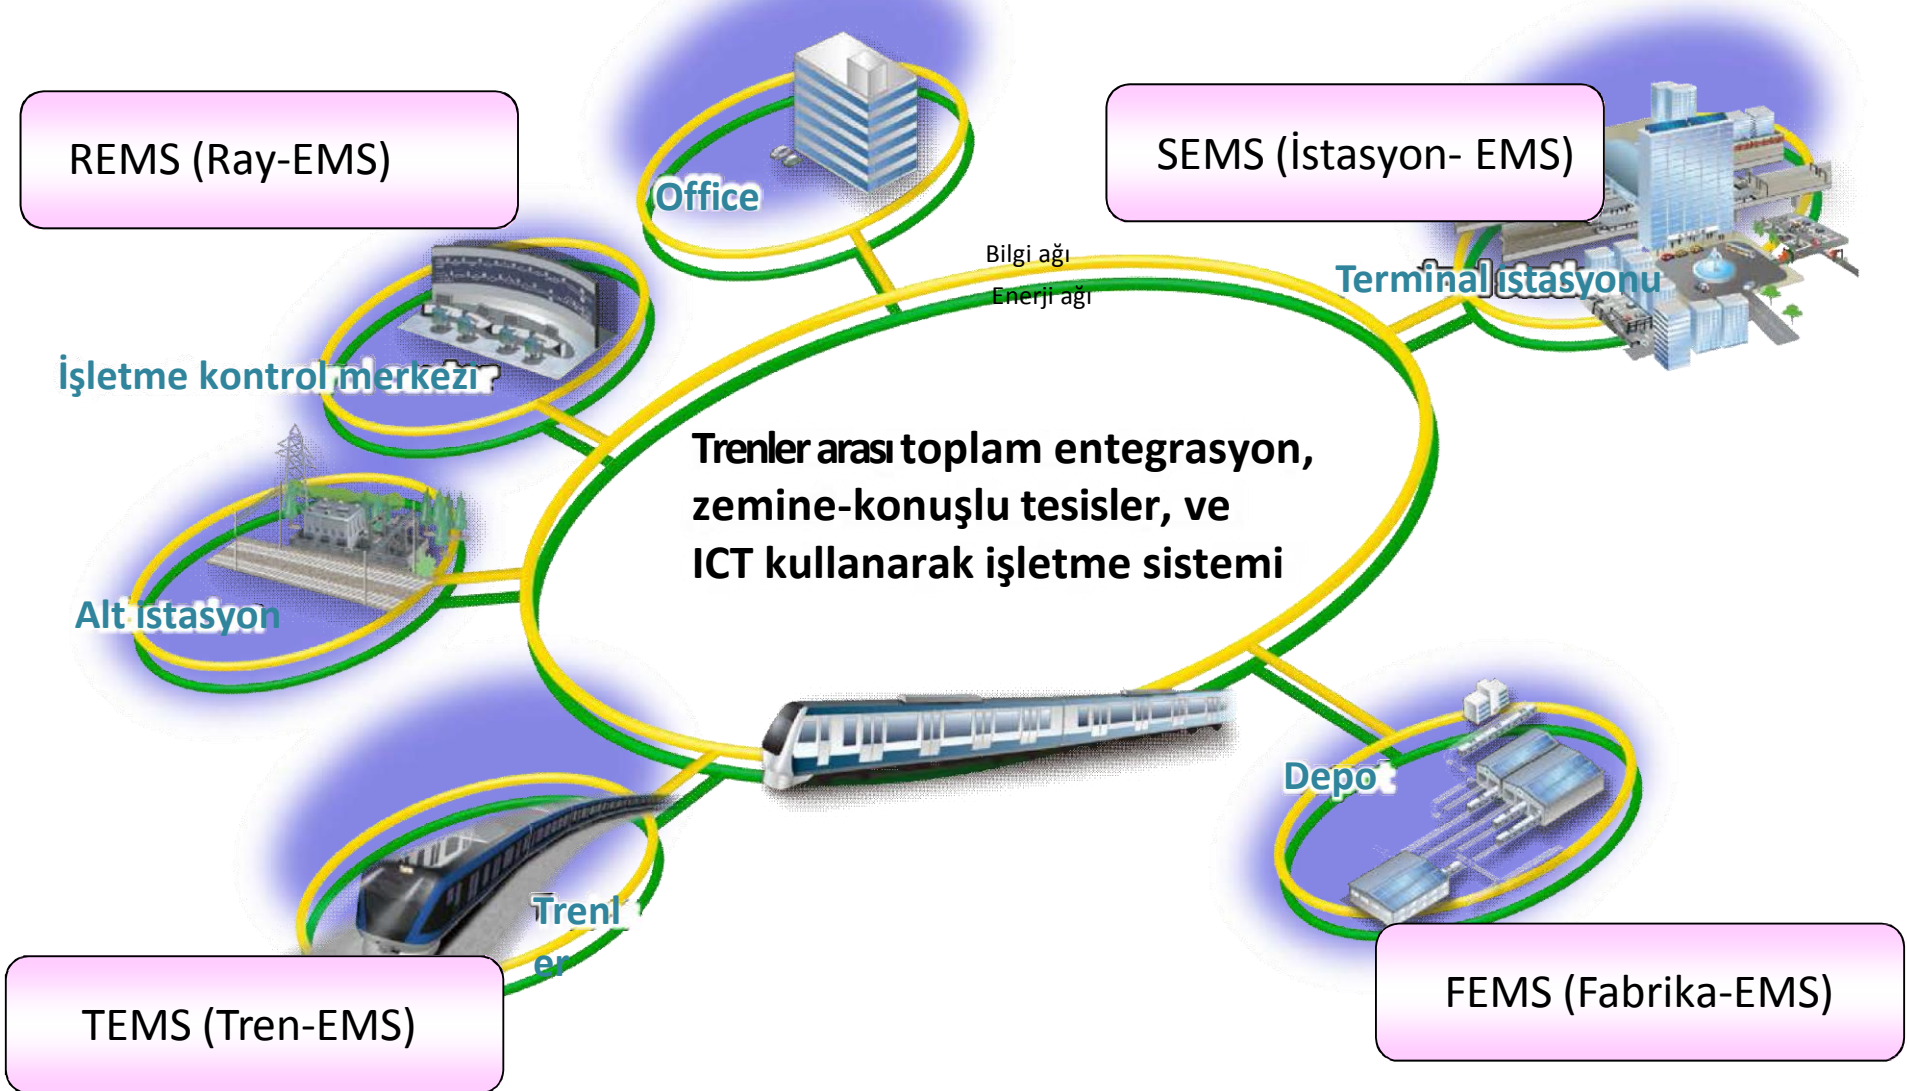 REMS (Ray-EMS)
Office
SEMS (İstasyon- EMS)
Bilgi ağı
Enerji ağı
Terminal istasyonu
İşletme kontrol merkezi
Trenler arası toplam entegrasyon,
zemine-konuşlu tesisler, ve
ICT kullanarak işletme sistemi
Alt istasyon
Depot
Trenl
er
TEMS (Tren-EMS)
FEMS (Fabrika-EMS)